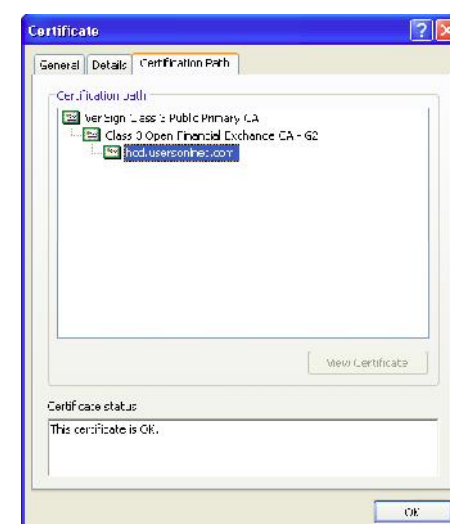 Certificate
General Details Certification Path
Certification path
VeriSign Class 3 Public Primary CA
Class 3 Open Financial Exchange CA - G2
View Certificate
Certificate status
This certificate is OK.
OK